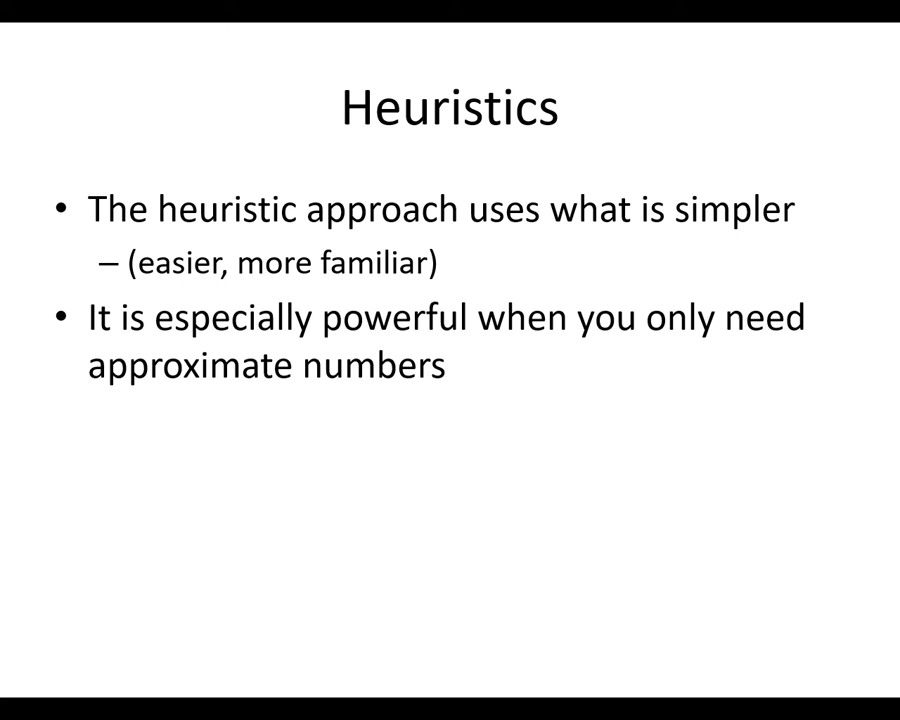 Heuristics
• The heuristic approach uses what is simpler
– (easier, more familiar)
• It is especially powerful when you only need
approximate numbers